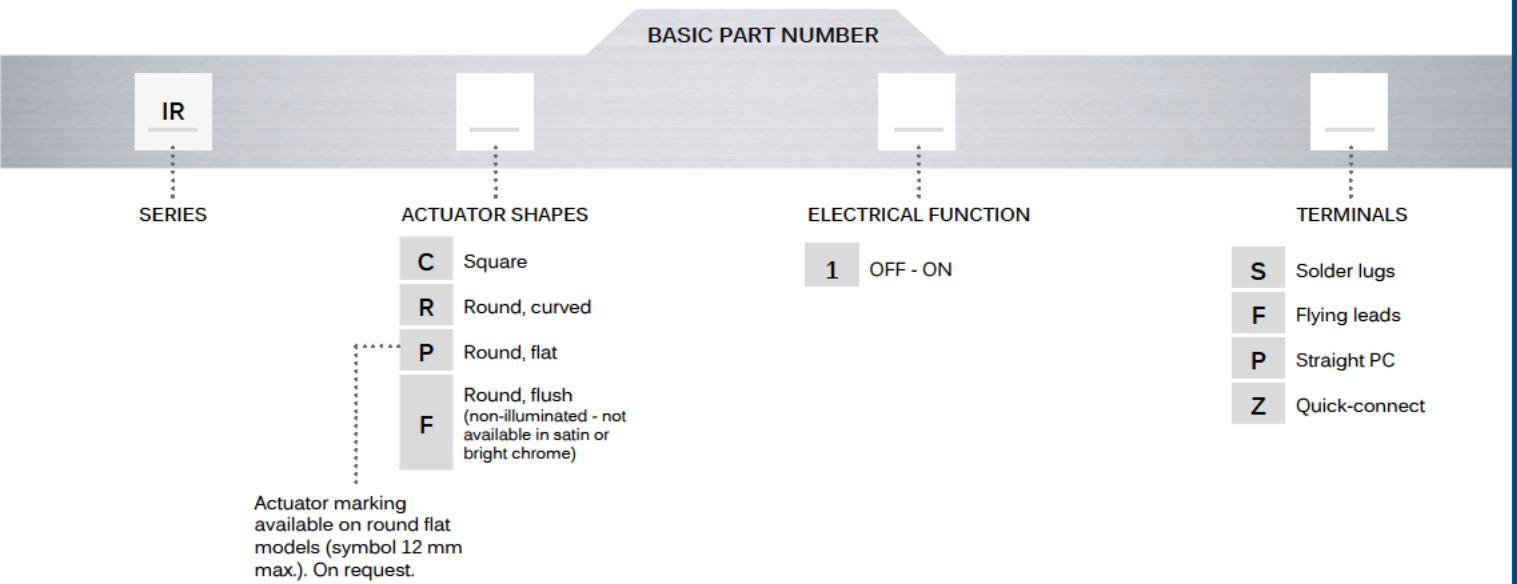 BASIC PART NUMBER
IR
SERIES
ACTUATOR SHAPES
C Square
R Round, curved
P Round, flat
F Round, flush
(non-illuminated - not
available in satin or
bright chrome)
Actuator marking
available on round flat
models (symbol 12 mm
max.). On request.
ELECTRICAL FUNCTION
1 OFF - ON
TERMINALS
S Solder lugs
F Flying leads
P Straight PC
Z Quick-connect